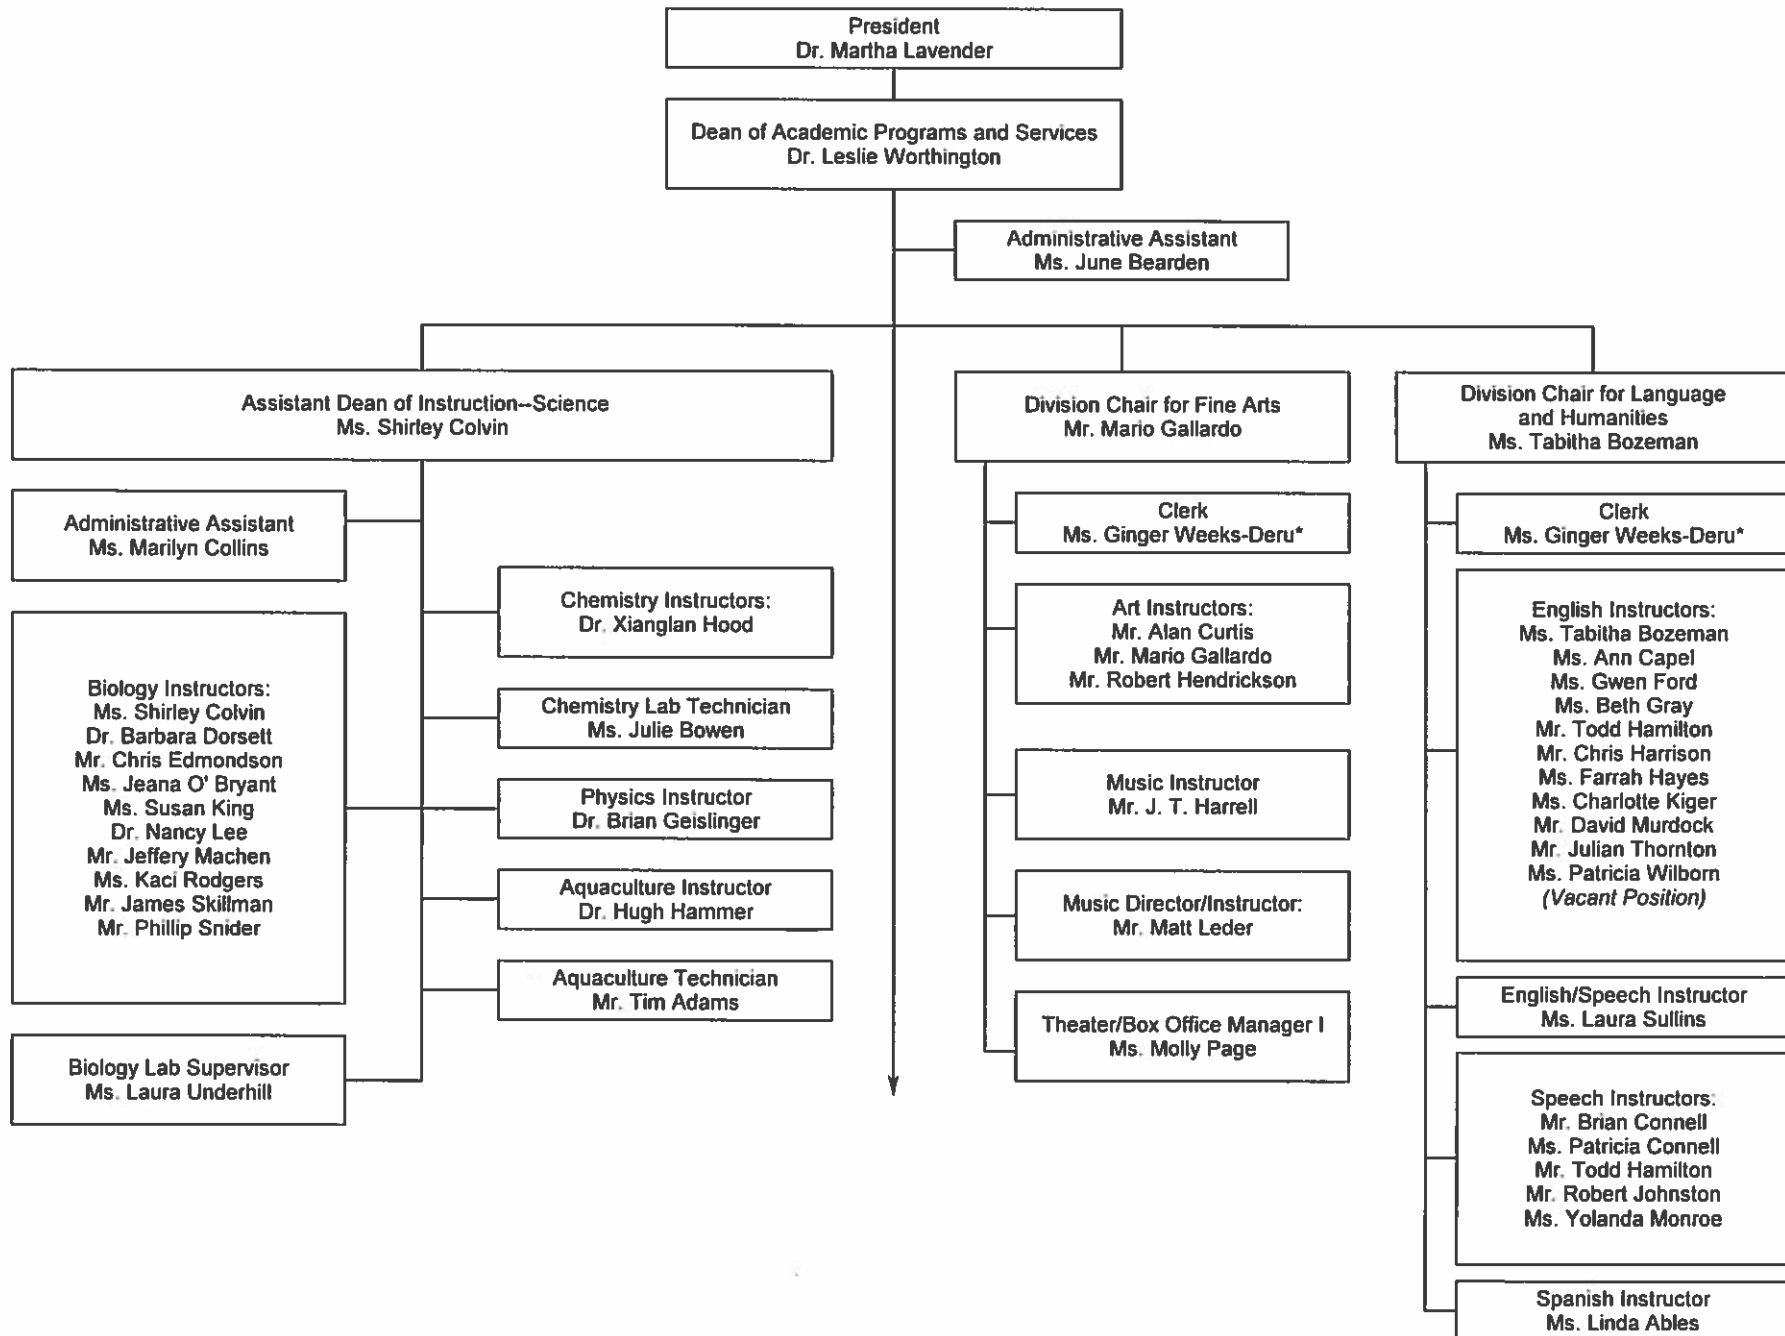 President
Dr. Martha Lavender
Dean of Academic Programs and Services
Dr. Leslie Worthington
Administrative Assistant
Ms. June Bearden
Assistant Dean of Instruction--Science
Ms. Shirley Colvin
Administrative Assistant
Ms. Marilyn Collins
Biology Instructors:
Ms. Shirley Colvin
Dr. Barbara Dorsett
Mr. Chris Edmondson
Ms. Jeana O' Bryant
Ms. Susan King
Dr. Nancy Lee
Mr. Jeffery Machen
Ms. Kaci Rodgers
Mr. James Skillman
Mr. Phillip Snider
Biology Lab Supervisor
Ms. Laura Underhill
Chemistry Instructors:
Dr. Xianglan Hood
Chemistry Lab Technician
Ms. Julie Bowen
Physics Instructor
Dr. Brian Geislinger
Aquaculture Instructor
Dr. Hugh Hammer
Aquaculture Technician
Mr. Tim Adams
Division Chair for Fine Arts
Mr. Mario Gallardo
Clerk
Ms. Ginger Weeks-Deru*
Art Instructors:
Mr. Alan Curtis
Mr. Mario Gallardo
Mr. Robert Hendrickson
Music Instructor
Mr. J. T. Harrell
Music Director/Instructor:
Mr. Matt Leder
Theater/Box Office Manager I
Ms. Molly Page
Division Chair for Language
and Humanities
Ms. Tabitha Bozeman
Clerk
Ms. Ginger Weeks-Deru*
English Instructors:
Ms. Tabitha Bozeman
Ms. Ann Capel
Ms. Gwen Ford
Ms. Beth Gray
Mr. Todd Hamilton
Mr. Chris Harrison
Ms. Farrah Hayes
Ms. Charlotte Kiger
Mr. David Murdock
Mr. Julian Thornton
Ms. Patricia Wilborn
(Vacant Position)
English/Speech Instructor
Ms. Laura Sullins
Speech Instructors:
Mr. Brian Connell
Ms. Patricia Connell
Mr. Todd Hamilton
Mr. Robert Johnston
Ms. Yolanda Monroe
Spanish Instructor
Ms. Linda Ables